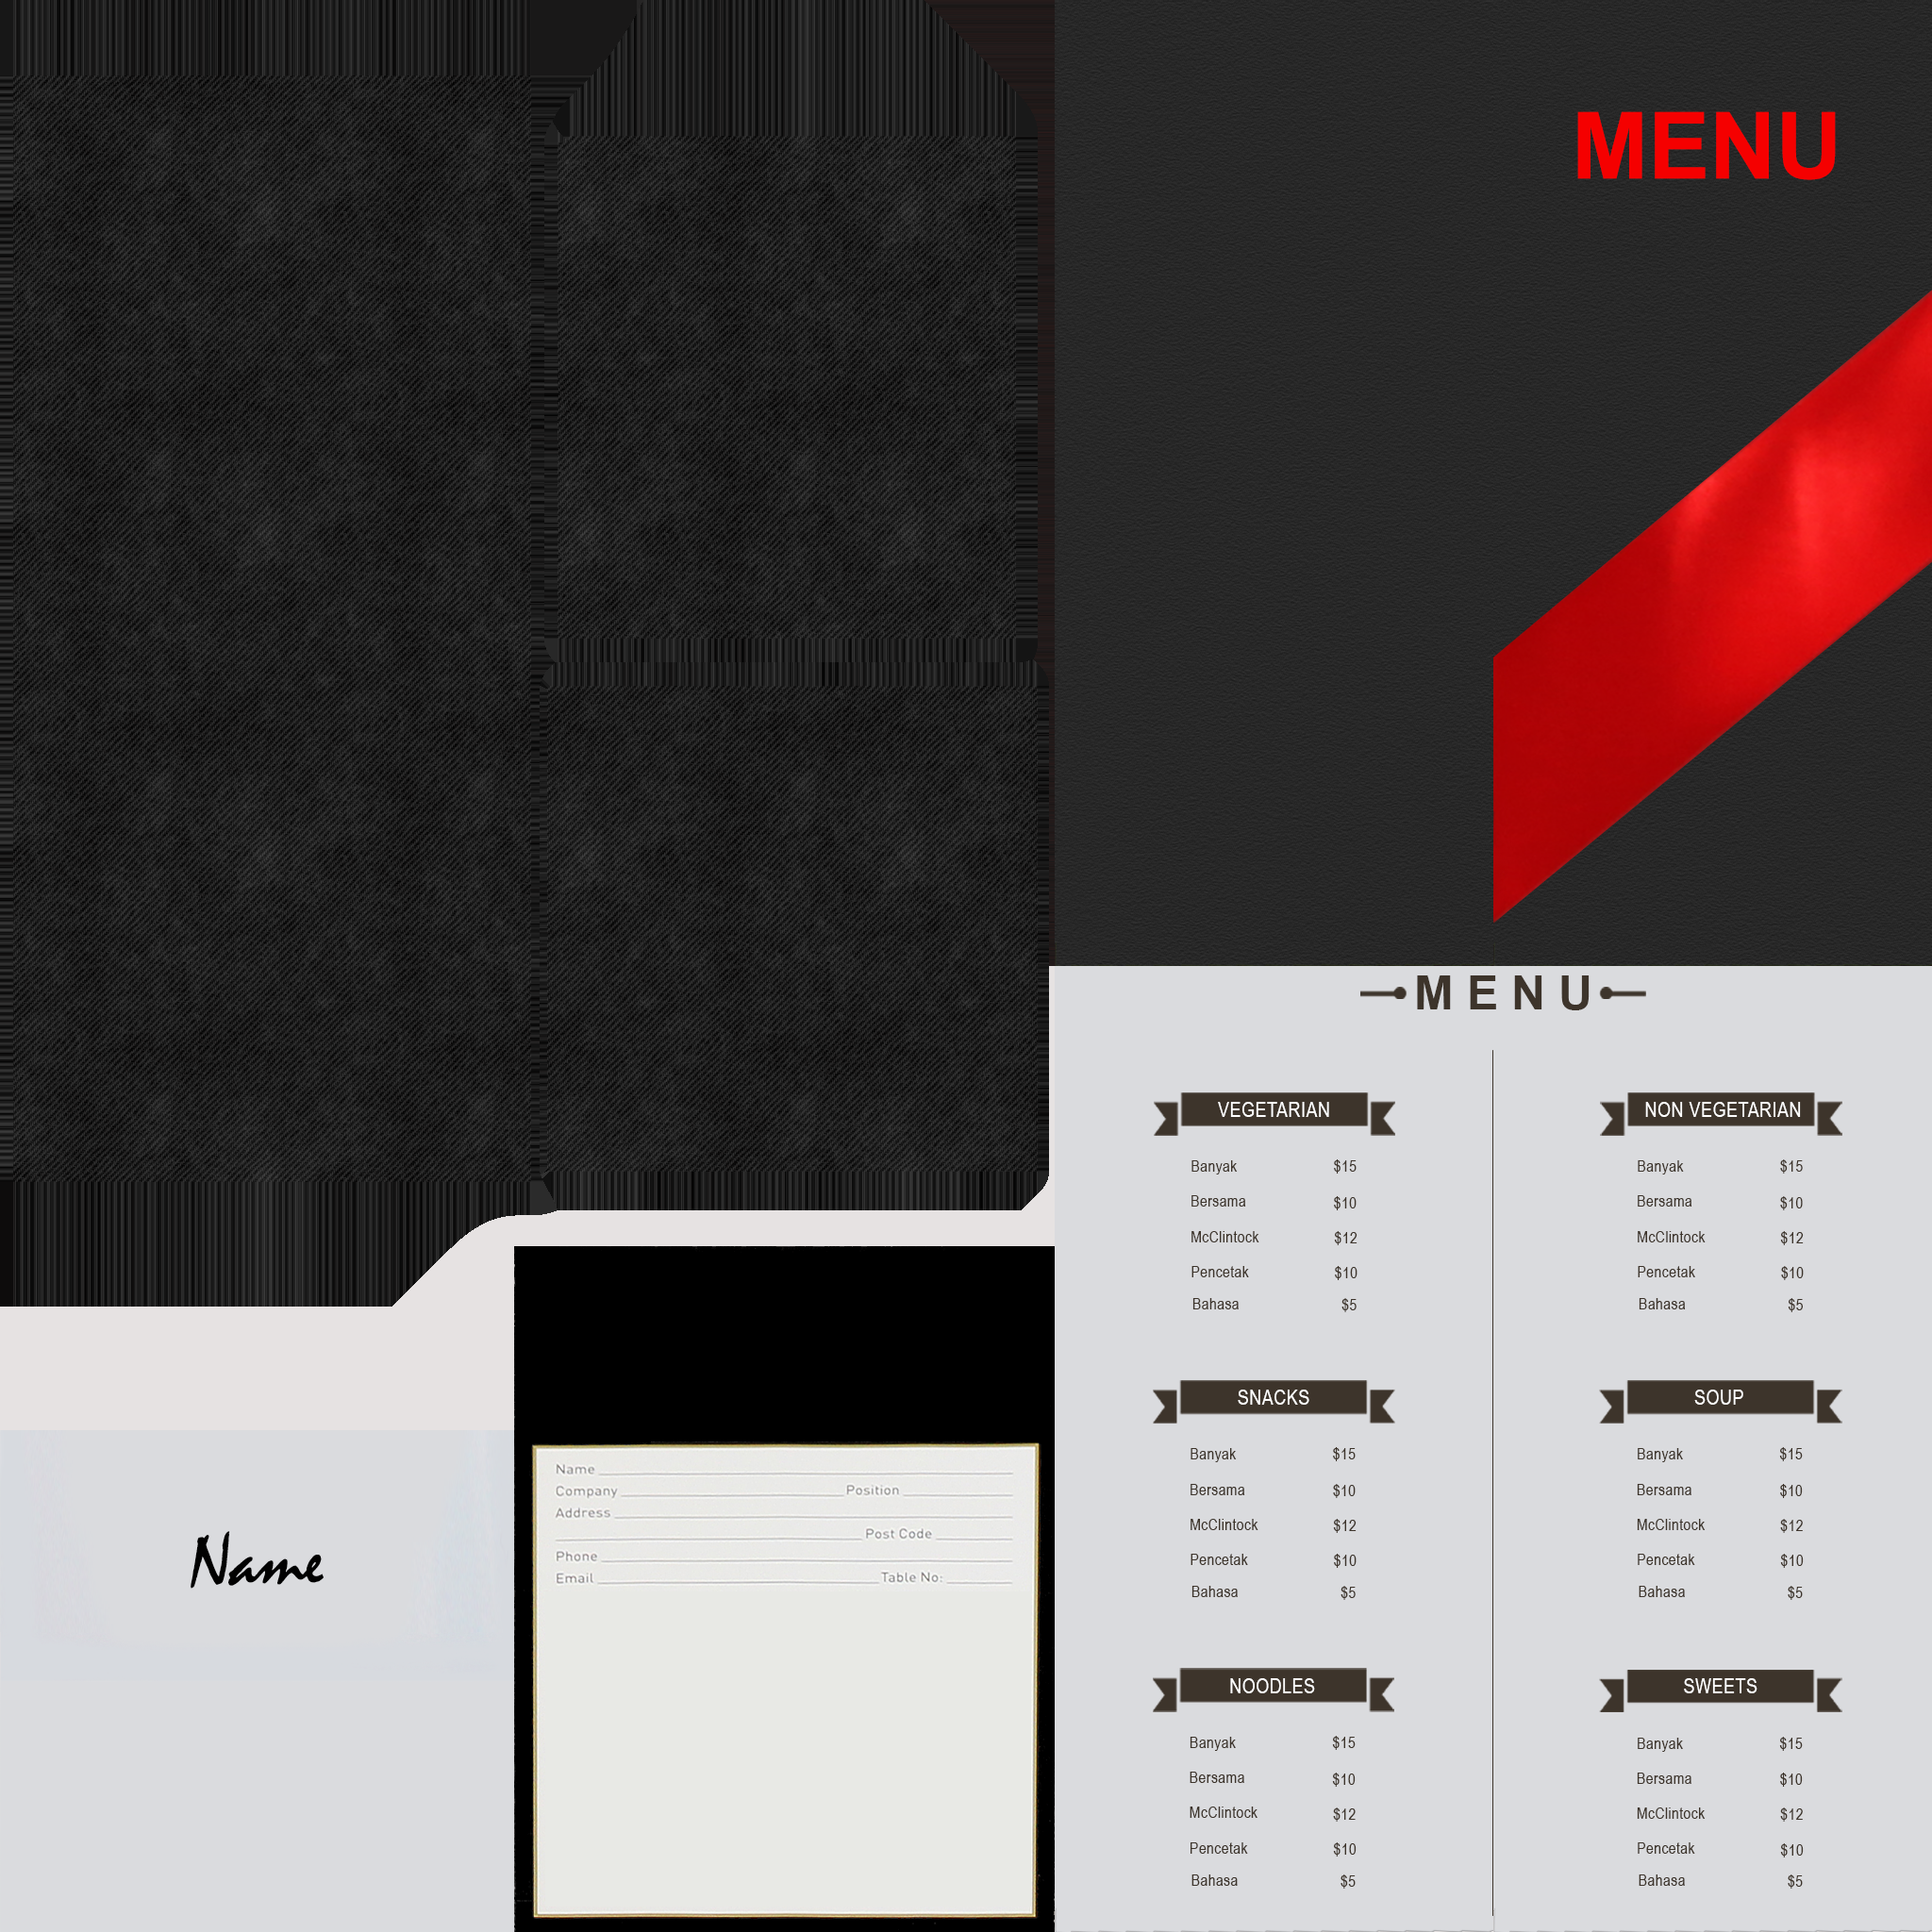 MENU
MENU
VEGETARIAN
Banyak $15
Bersama $10
McClintock $12
Pencetak $10
Bahasa $5
NON VEGETARIAN
Banyak $15
Bersama $10
McClintock $12
Pencetak $10
Bahasa $5
SNACKS
Banyak $15
Bersama $10
McClintock $12
Pencetak $10
Bahasa $5
SOUP
Banyak $15
Bersama $10
McClintock $12
Pencetak $10
Bahasa $5
NOODLES
Banyak $15
Bersama $10
McClintock $12
Pencetak $10
Bahasa $5
SWEETS
Banyak $15
Bersama $10
McClintock $12
Pencetak $10
Bahasa $5
Name
Name
Company Position
Address
Post Code
Phone
Email Table No: